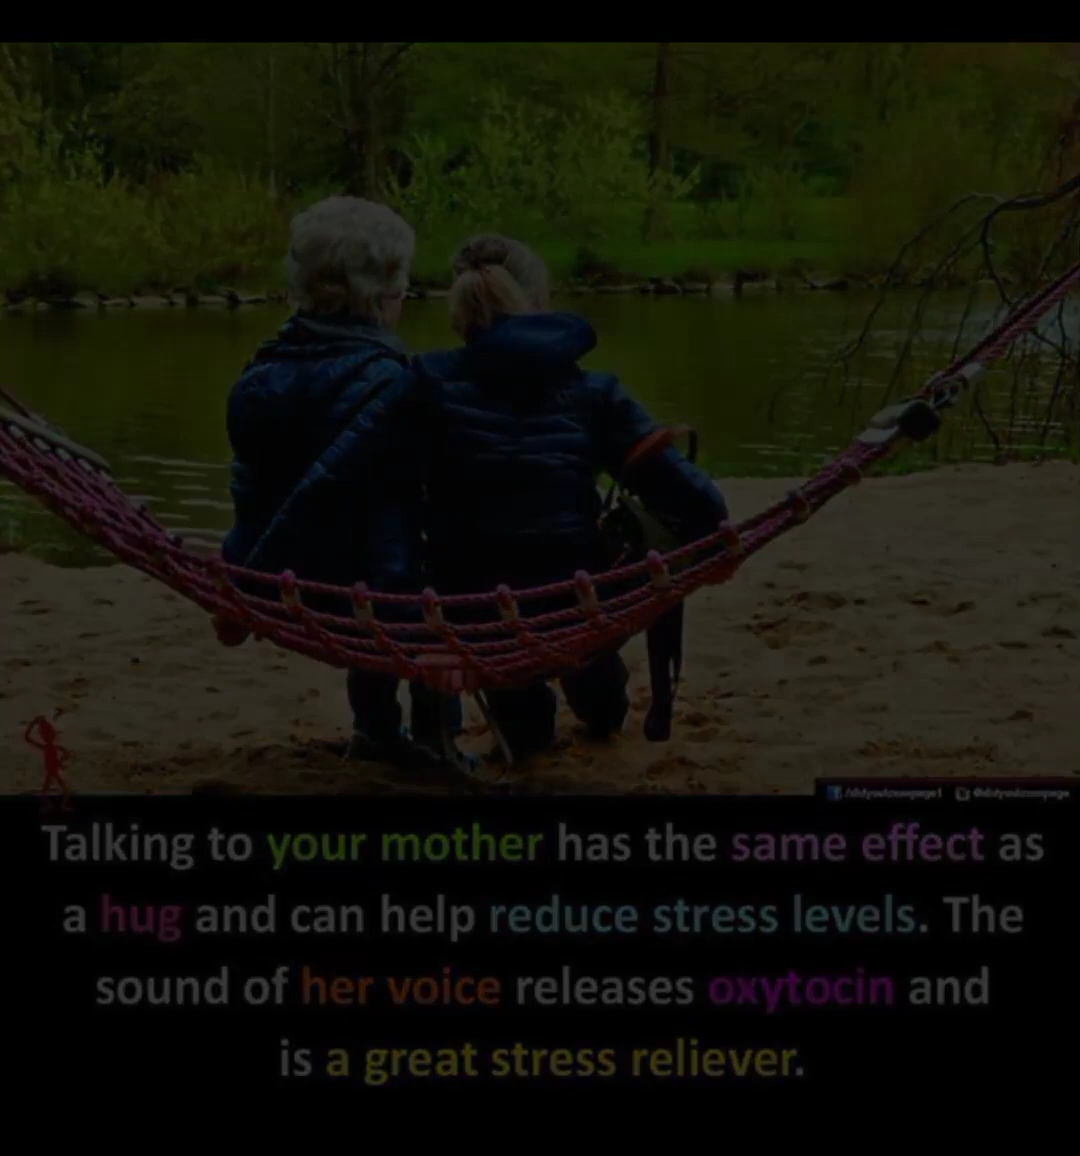 Talking to your mother has the same effect as
a hug and can help reduce stress levels. The
sound of her voice releases oxytocin and
is a great stress reliever.